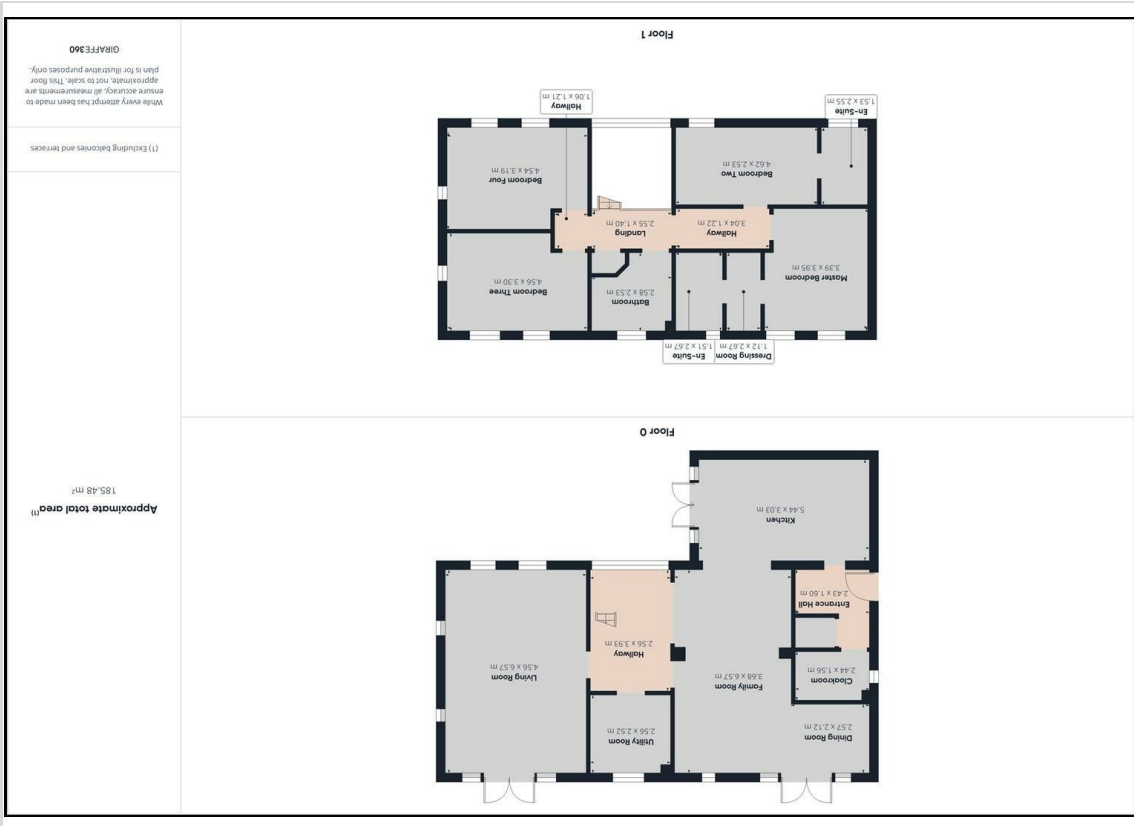 Dining Room
2.57 x 2.12 m
Utility Room
2.56 x 2.52 m
Family Room
3.68 x 6.57 m
Cloakroom
2.44 x 1.56 m
Living Room
4.56 x 6.57 m
Hallway
2.56 x 3.93 m
Entrance Hall
2.43 x 1.60 m
Kitchen
5.44 x 3.03 m
Floor 0
Dressing Room
1.12 x 2.67 m
En-Suite
1.51 x 2.67 m
Bathroom
2.58 x 2.53 m
Bedroom Three
4.56 x 3.30 m
Master Bedroom
3.39 x 3.95 m
Hallway
3.04 x 1.22 m
Landing
2.55 x 1.40 m
Bedroom Two
4.62 x 2.53 m
Bedroom Four
4.54 x 3.19 m
En-Suite
1.53 x 2.55 m
Hallway
1.06 x 1.21 m
Floor 1
Approximate total area(1)
185.48 m²
(1) Excluding balconies and terraces
While every attempt has been made to
ensure accuracy, all measurements are
approximate, not to scale. This floor
plan is for illustrative purposes only.
GIRAFFE360